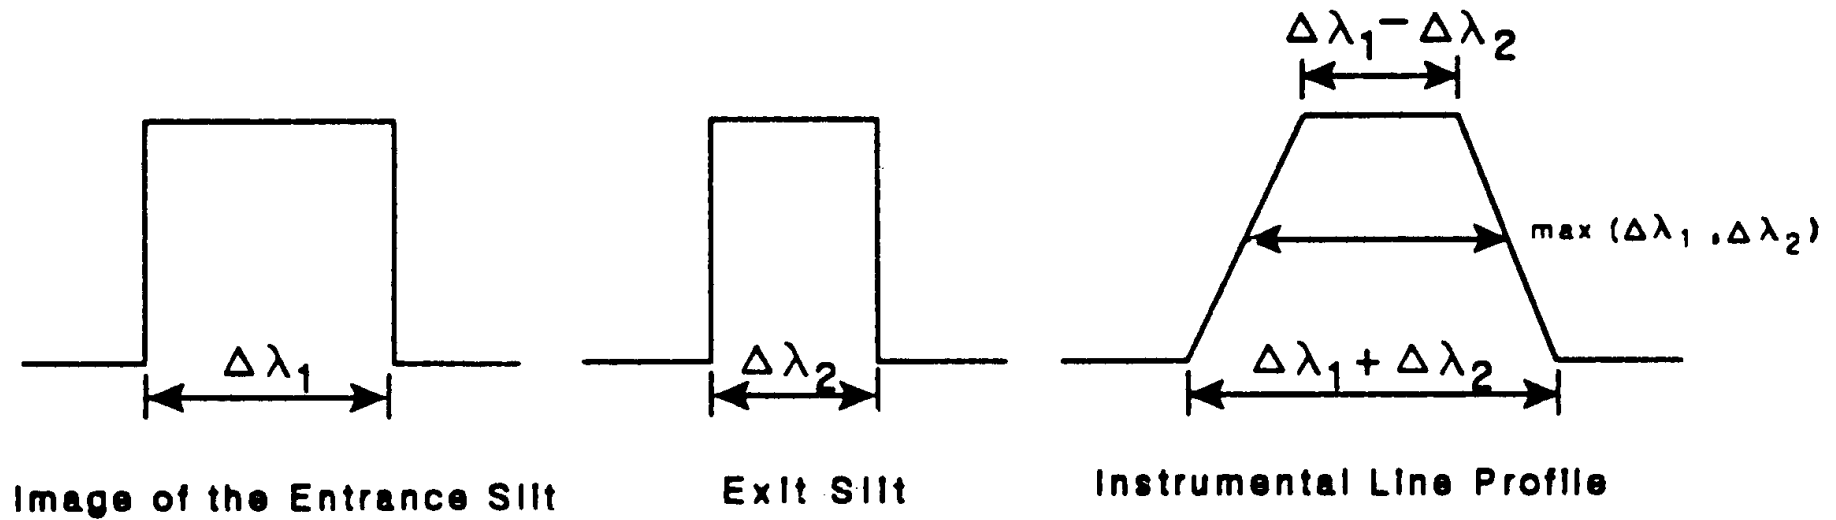 Δλ₁ − Δλ₂
max (Δλ₁ , Δλ₂)
Δλ₁
Δλ₂
Δλ₁ + Δλ₂
Image of the Entrance Slit
Exit Slit
Instrumental Line Profile